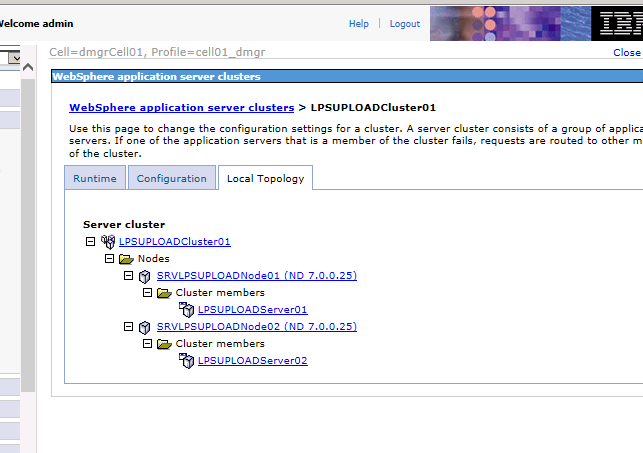 Welcome admin
Help | Logout
IBM
Cell=dmgrCell01, Profile=cell01_dmgr
Close
WebSphere application server clusters
WebSphere application server clusters > LPSUPLOADCluster01
Use this page to change the configuration settings for a cluster. A server cluster consists of a group of applica
servers. If one of the application servers that is a member of the cluster fails, requests are routed to other m
of the cluster.
Runtime Configuration Local Topology
Server cluster
LPSUPLOADCluster01
Nodes
SRVLPSUPLOADNode01 (ND 7.0.0.25)
Cluster members
LPSUPLOADServer01
SRVLPSUPLOADNode02 (ND 7.0.0.25)
Cluster members
LPSUPLOADServer02